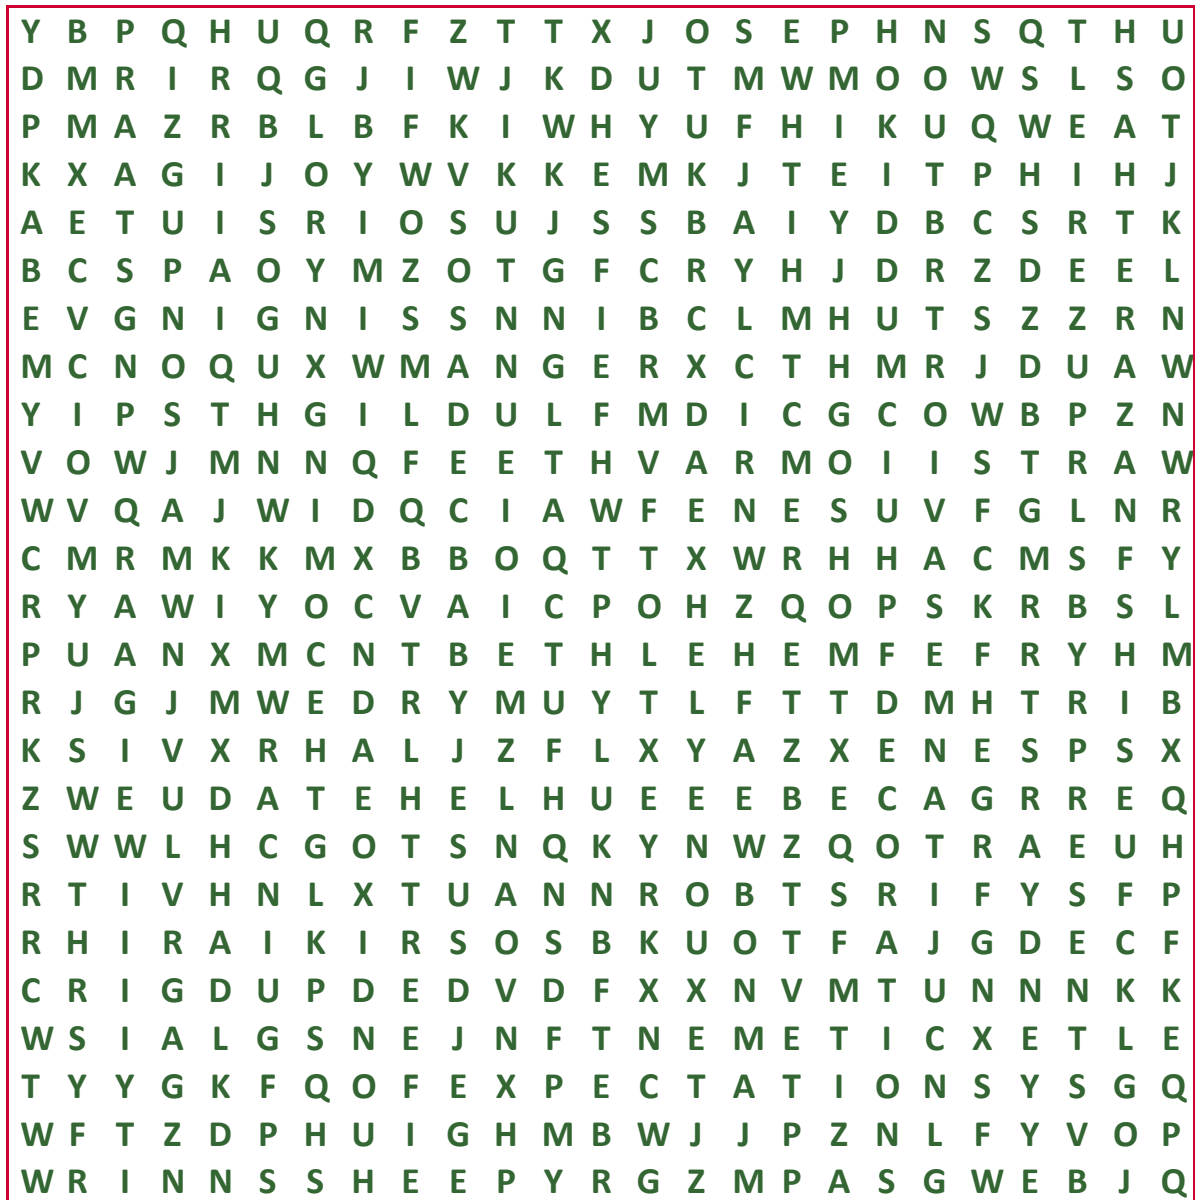 Y B P Q H U Q R F Z T T X J O S E P H N S Q T H U
D M R I R Q G J I W J K D U T M W M O O W S L S O
P M A Z R B L B F K I W H Y U F H I K U Q W E A T
K X A G I J O Y W V K K E M K J T E I T P H I H J
A E T U I S R I O S U J S S B A I Y D B C S R T K
B C S P A O Y M Z O T G F C R Y H J D R Z D E E L
E V G N I G N I S S N N I B C L M H U T S Z Z R N
M C N O Q U X W M A N G E R X C T H M R J D U A W
Y I P S T H G I L D U L F M D I C G C O W B P Z N
V O W J M N N Q F E E T H V A R M O I I S T R A W
W V Q A J W I D Q C I A W F E N E S U V F G L N R
C M R M K K M X B B O Q T T X W R H H A C M S F Y
R Y A W I Y O C V A I C P O H Z Q O P S K R B S L
P U A N X M C N T B E T H L E H E M F E F R Y H M
R J G J M W E D R Y M U Y T L F T T D M H T R I B
K S I V X R H A L J Z F L X Y A Z X E N E S P S X
Z W E U D A T E H E L H U E E E B E C A G R R E Q
S W W L H C G O T S N Q K Y N W Z Q O T R A E U H
R T I V H N L X T U A N N R O B T S R I F Y S F P
R H I R A I K I R S O S B K U O T F A J G D E C F
C R I G D U P D E D V D F X X N V M T U N N N K K
W S I A L G S N E J N F T N E M E T I C X E T L E
T Y Y G K F Q O F E X P E C T A T I O N S Y S G Q
W F T Z D P H U I G H M B W J J P Z N L F Y V O P
W R I N N S S H E E P Y R G Z M P A S G W E B J Q